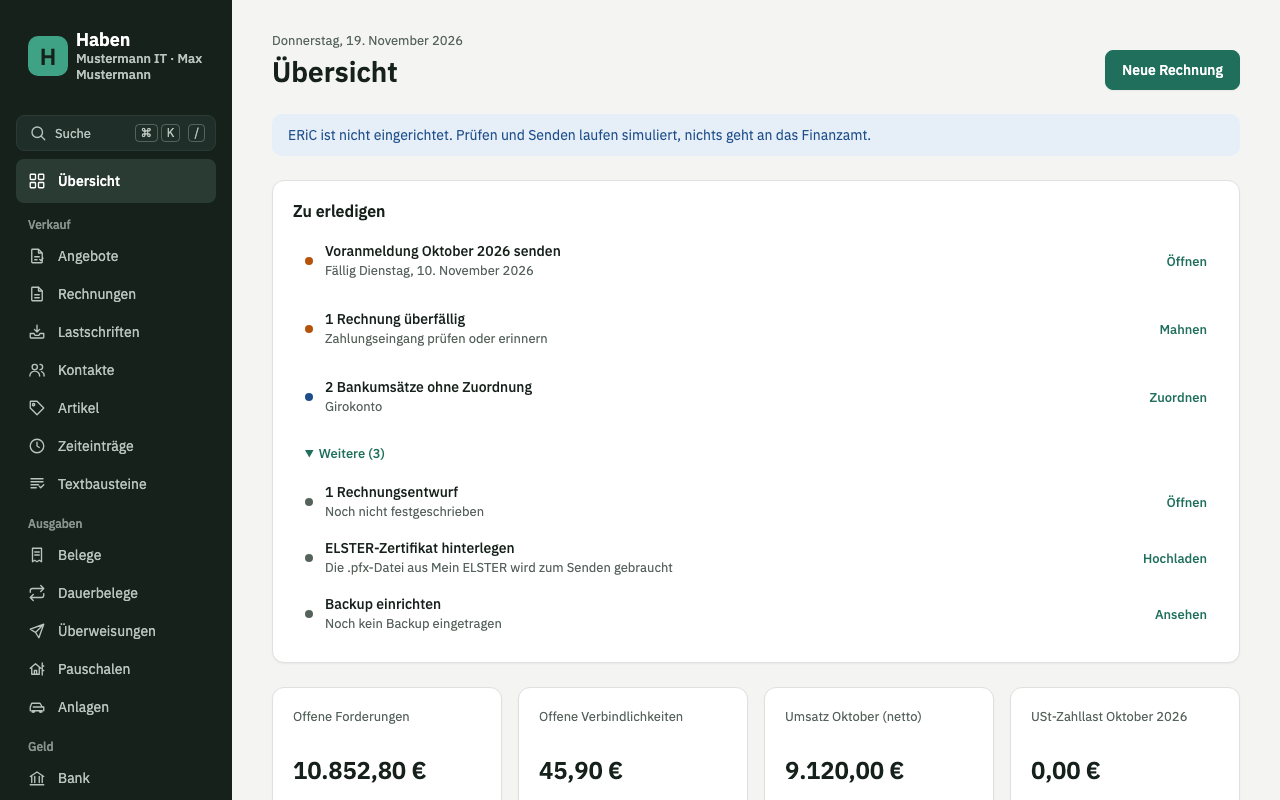 H
Haben
Mustermann IT · Max
Mustermann
Suche ⌘ K /
Übersicht
Verkauf
Angebote
Rechnungen
Lastschriften
Kontakte
Artikel
Zeiteinträge
Textbausteine
Ausgaben
Belege
Dauerbelege
Überweisungen
Pauschalen
Anlagen
Geld
Bank
Donnerstag, 19. November 2026
Übersicht
Neue Rechnung
ERiC ist nicht eingerichtet. Prüfen und Senden laufen simuliert, nichts geht an das Finanzamt.
Zu erledigen
Voranmeldung Oktober 2026 senden
Fällig Dienstag, 10. November 2026
Öffnen
1 Rechnung überfällig
Zahlungseingang prüfen oder erinnern
Mahnen
2 Bankumsätze ohne Zuordnung
Girokonto
Zuordnen
▼ Weitere (3)
1 Rechnungsentwurf
Noch nicht festgeschrieben
Öffnen
ELSTER-Zertifikat hinterlegen
Die .pfx-Datei aus Mein ELSTER wird zum Senden gebraucht
Hochladen
Backup einrichten
Noch kein Backup eingetragen
Ansehen
Offene Forderungen
10.852,80 €
Offene Verbindlichkeiten
45,90 €
Umsatz Oktober (netto)
9.120,00 €
USt-Zahllast Oktober 2026
0,00 €